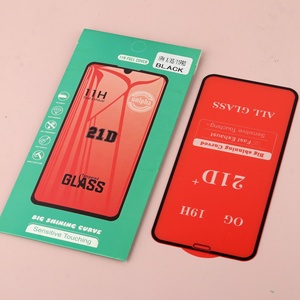 BLACK
11H
21D
GLASS
BIG SHINING CURVE
Sensitive Touching
ALL GLASS
Sensitive Touching+
Fast Exhaust
Big shinning Curved
21D+
19H
OG